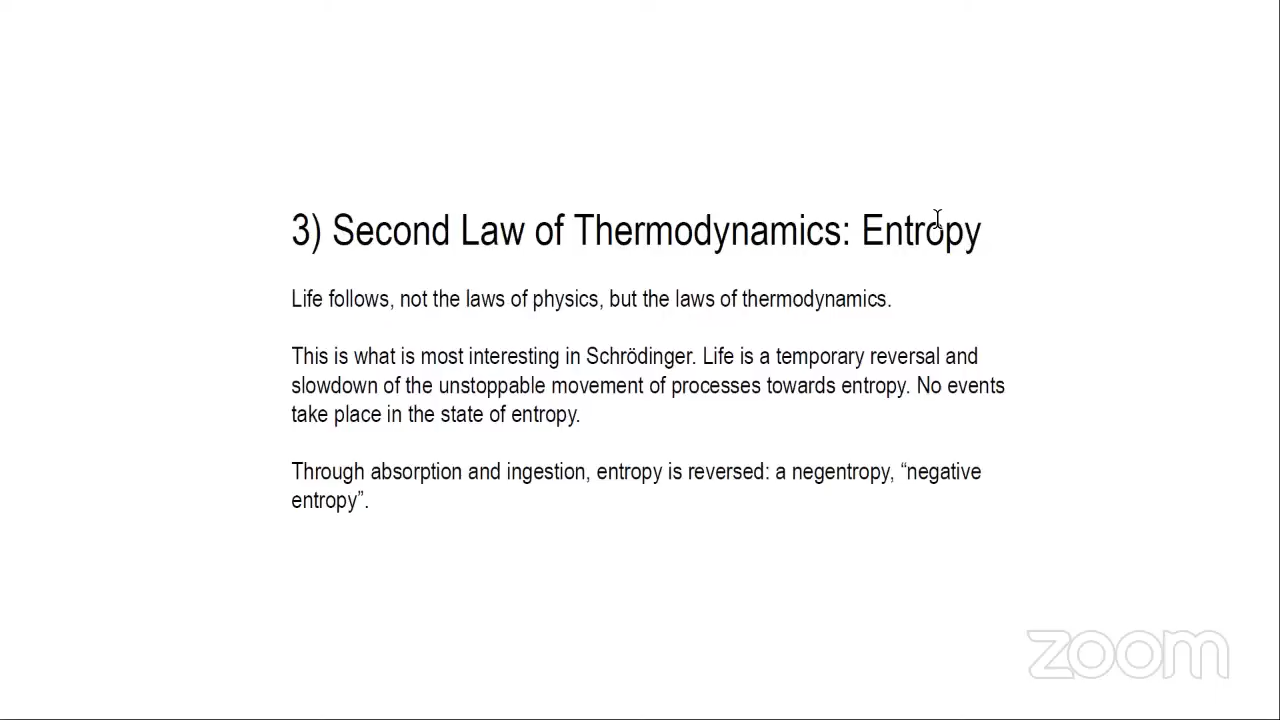 3) Second Law of Thermodynamics: Entropy
Life follows, not the laws of physics, but the laws of thermodynamics.
This is what is most interesting in Schrödinger. Life is a temporary reversal and
slowdown of the unstoppable movement of processes towards entropy. No events
take place in the state of entropy.
Through absorption and ingestion, entropy is reversed: a negentropy, “negative
entropy”.
zoom